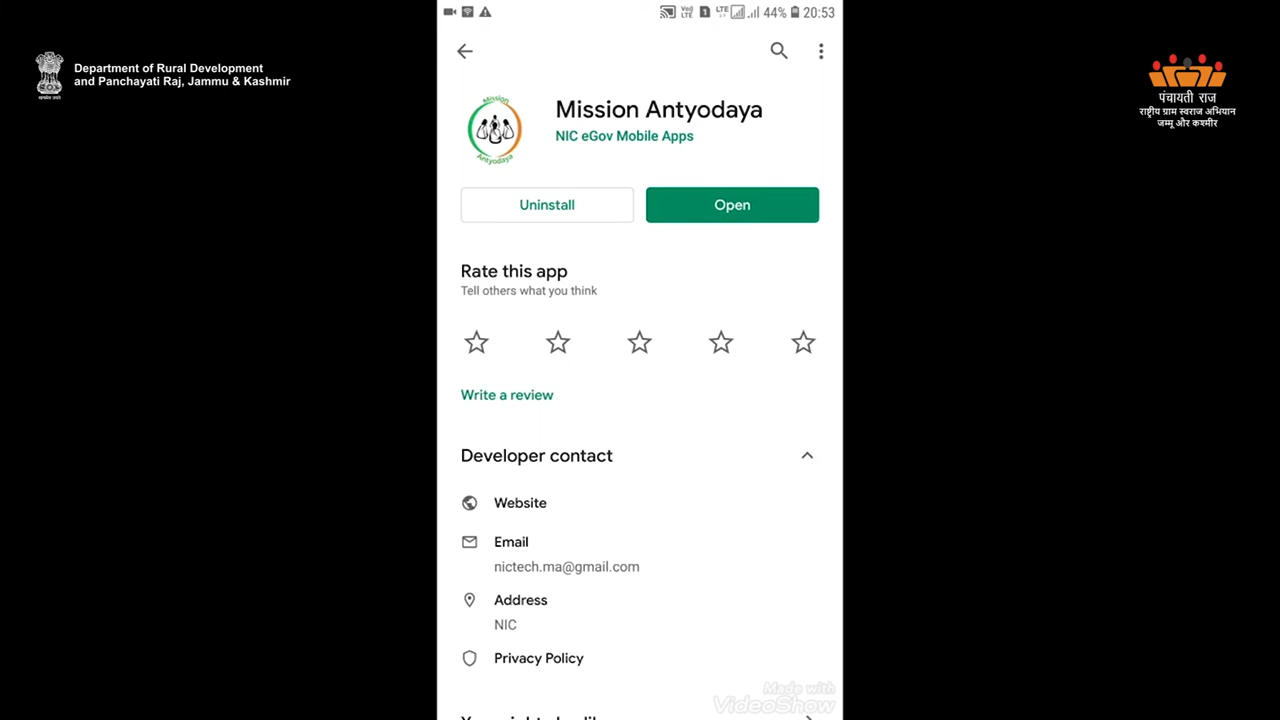 44% 20:53
Department of Rural Development
and Panchayati Raj, Jammu & Kashmir
पंचायती राज
राष्ट्रीय ग्राम स्वराज अभियान
जम्मू और कश्मीर
Mission
Antyodaya
Mission Antyodaya
NIC eGov Mobile Apps
Uninstall
Open
Rate this app
Tell others what you think
Write a review
Developer contact
Website
Email
nictech.ma@gmail.com
Address
NIC
Privacy Policy
Made with
VideoShow